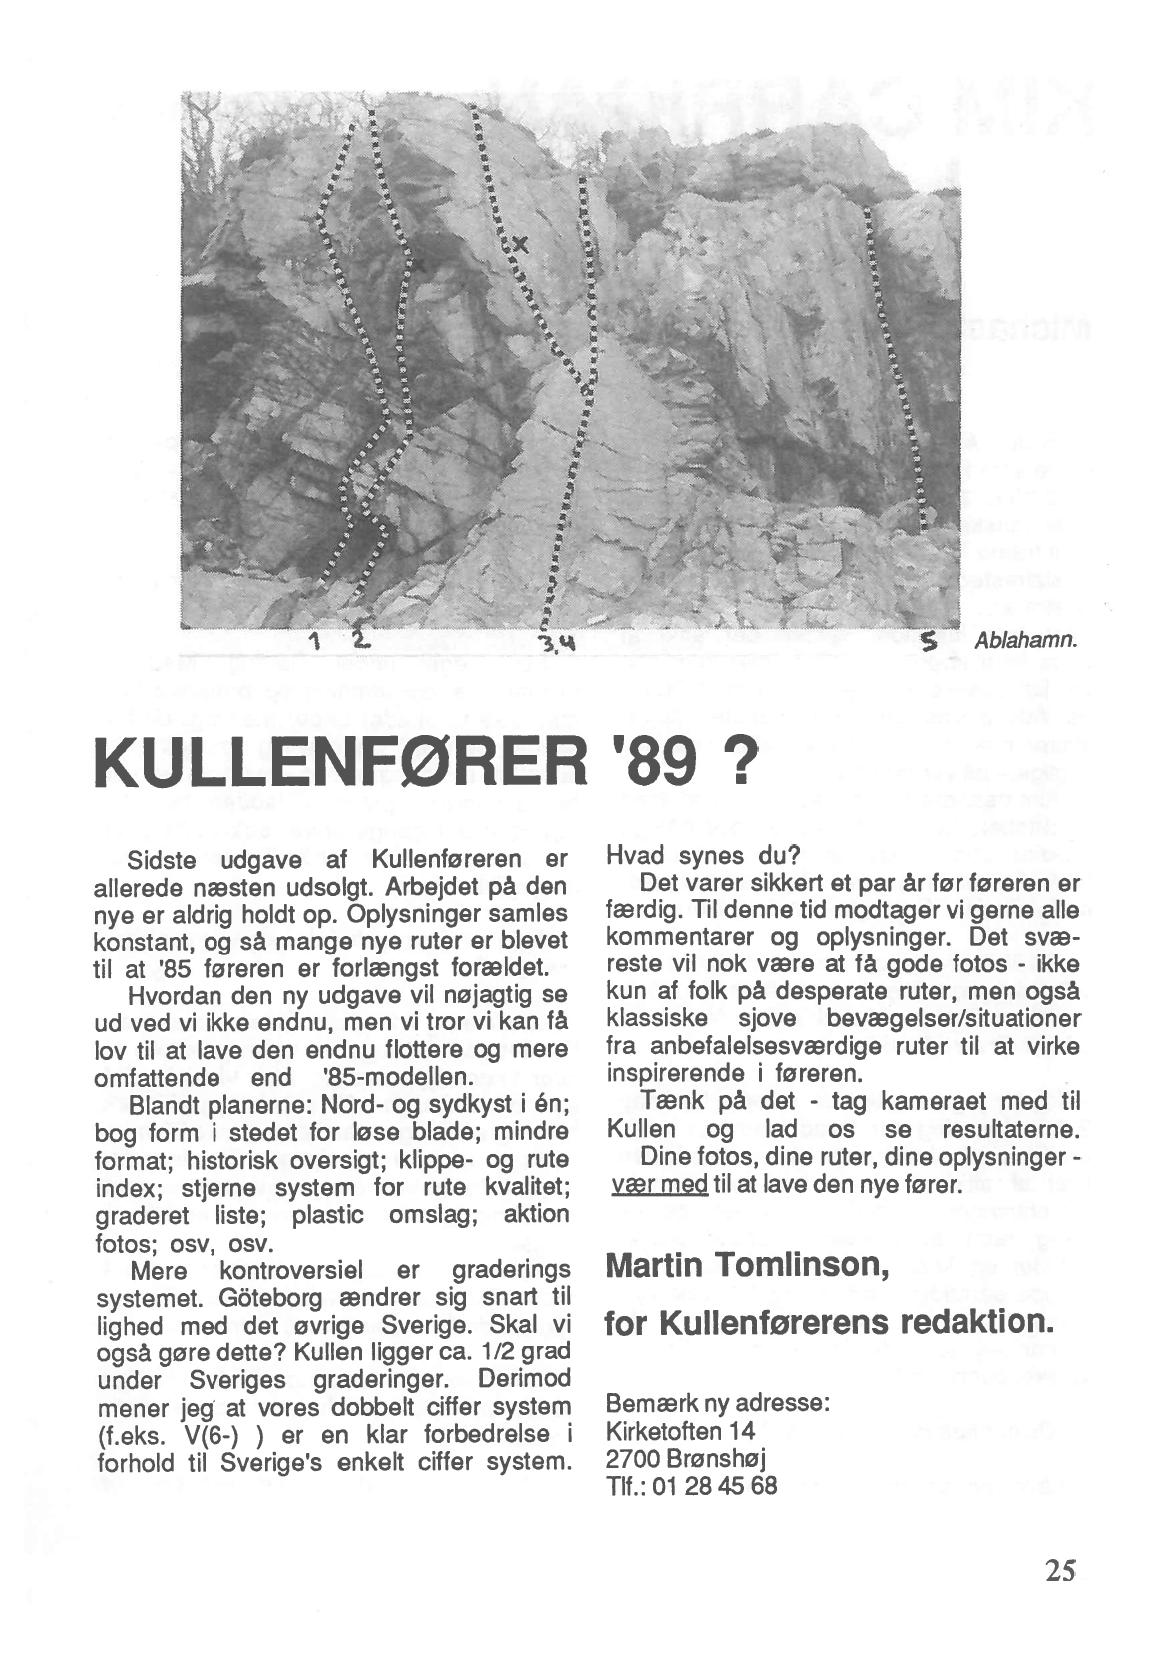 1 2 3,4 5 Ablahamn.
KULLENFØRER '89 ?
Sidste udgave af Kullenføreren er
allerede næsten udsolgt. Arbejdet på den
nye er aldrig holdt op. Oplysninger samles
konstant, og så mange nye ruter er blevet
til at '85 føreren er forlængst forældet.
Hvordan den ny udgave vil nøjagtig se
ud ved vi ikke endnu, men vi tror vi kan få
lov til at lave den endnu flottere og mere
omfattende end '85-modellen.
Blandt planerne: Nord- og sydkyst i én;
bog form i stedet for løse blade; mindre
format; historisk oversigt; klippe- og rute
index; stjerne system for rute kvalitet;
graderet liste; plastic omslag; aktion
fotos; osv, osv.
Mere kontroversiel er graderings
systemet. Göteborg ændrer sig snart til
lighed med det øvrige Sverige. Skal vi
også gøre dette? Kullen ligger ca. 1/2 grad
under Sveriges graderinger. Derimod
mener jeg at vores dobbelt ciffer system
(f.eks. V(6-) ) er en klar forbedrelse i
forhold til Sverige's enkelt ciffer system.
Hvad synes du?
Det varer sikkert et par år før føreren er
færdig. Til denne tid modtager vi gerne alle
kommentarer og oplysninger. Det svæ-
reste vil nok være at få gode fotos - ikke
kun af folk på desperate ruter, men også
klassiske sjove bevægelser/situationer
fra anbefalelsesværdige ruter til at virke
inspirerende i føreren.
Tænk på det - tag kameraet med til
Kullen og lad os se resultaterne.
Dine fotos, dine ruter, dine oplysninger -
vær med til at lave den nye fører.
Martin Tomlinson,
for Kullenførerens redaktion.
Bemærk ny adresse:
Kirketoften 14
2700 Brønshøj
Tlf.: 01 28 45 68
25